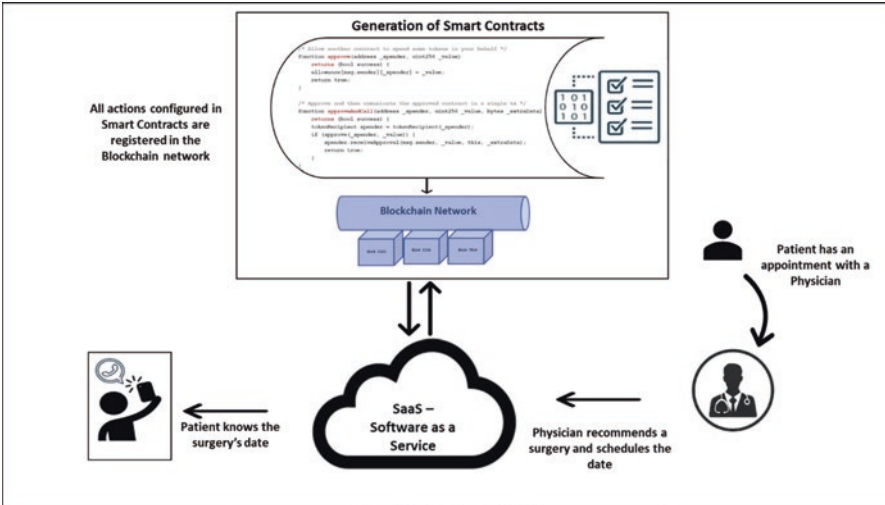 Generation of Smart Contracts
/* Allow another contract to spend some tokens in your behalf */
function approve(address _spender, uint256 _value)
returns (bool success) {
allowance[msg.sender][_spender] = _value;
return true;
}
/* Approve and then comunicate the approved contract in a single tx */
function approveAndCall(address _spender, uint256 _value, bytes _extraData)
returns (bool success) {
tokenRecipient spender = tokenRecipient(_spender);
if (approve(_spender, _value)) {
spender.receiveApproval(msg.sender, _value, this, _extraData);
return true;
}
}
1 0 1
0 1 0
1 0 1
All actions configured in
Smart Contracts are
registered in the
Blockchain network
Blockchain Network
Patient has an
appointment with a
Physician
SaaS –
Software as a
Service
Patient knows the
surgery's date
Physician recommends a
surgery and schedules the
date